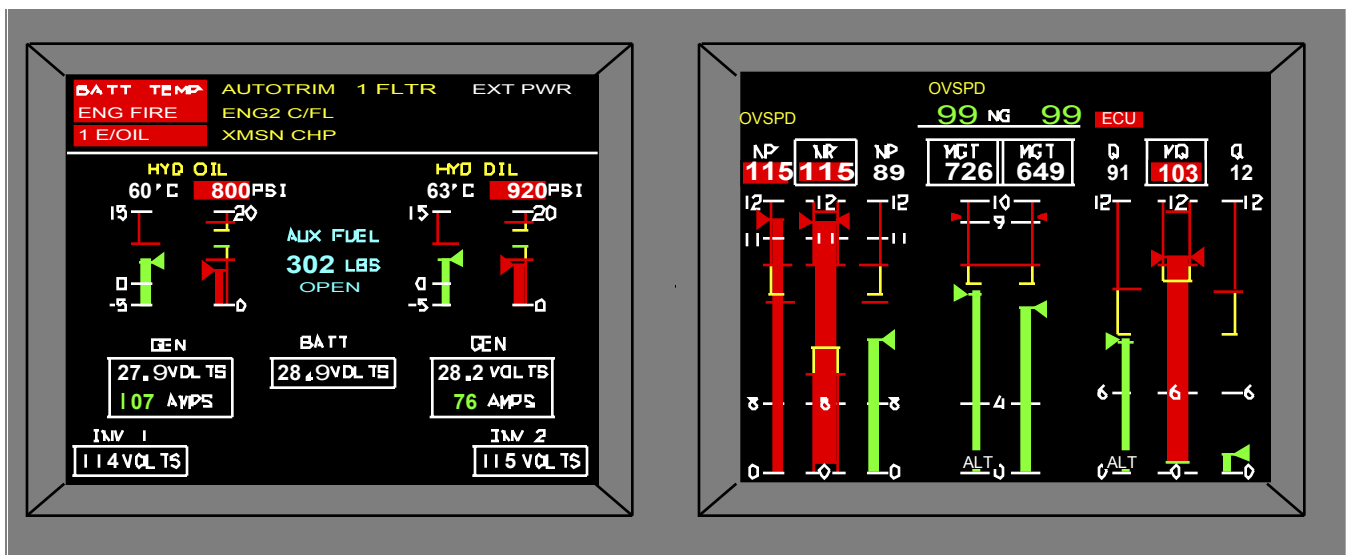 BATT TEMP AUTOTRIM 1 FLTR EXT PWR
ENG FIRE ENG2 C/FL
1 E/OIL XMSN CHP
HYD OIL HYD OIL
60°C 800PSI 63°C 920PSI
15 20 15 20
AUX FUEL
302 LBS
OPEN
0 0
-5 0 -5 0
GEN BATT GEN
27.9VOLTS 28.9VOLTS 28.2 VOLTS
107 AMPS 76 AMPS
INV 1 INV 2
114VOLTS 115 VOLTS
OVSPD
OVSPD 99 NG 99 ECU
NP NR NP MGT MGT Q MQ Q
115 115 89 726 649 91 103 12
12 12 12 10 12 12 12
9
11 11 11
8 8 8 4 6 6 6
ALT ALT
0 0 0 0 0 0 0